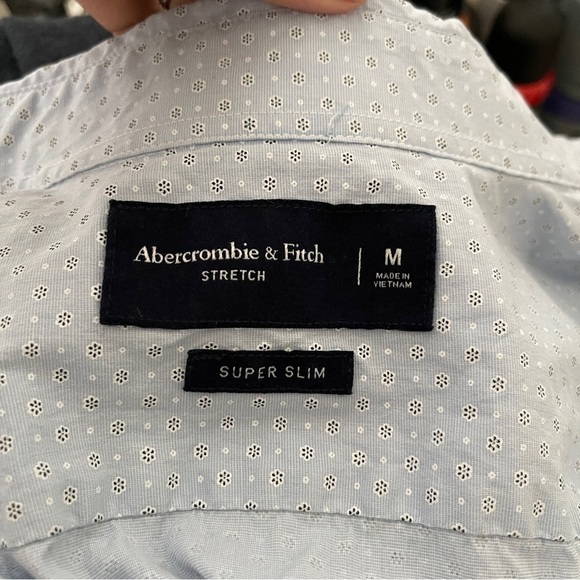 Abercrombie & Fitch
STRETCH
M
MADE IN
VIETNAM
SUPER SLIM